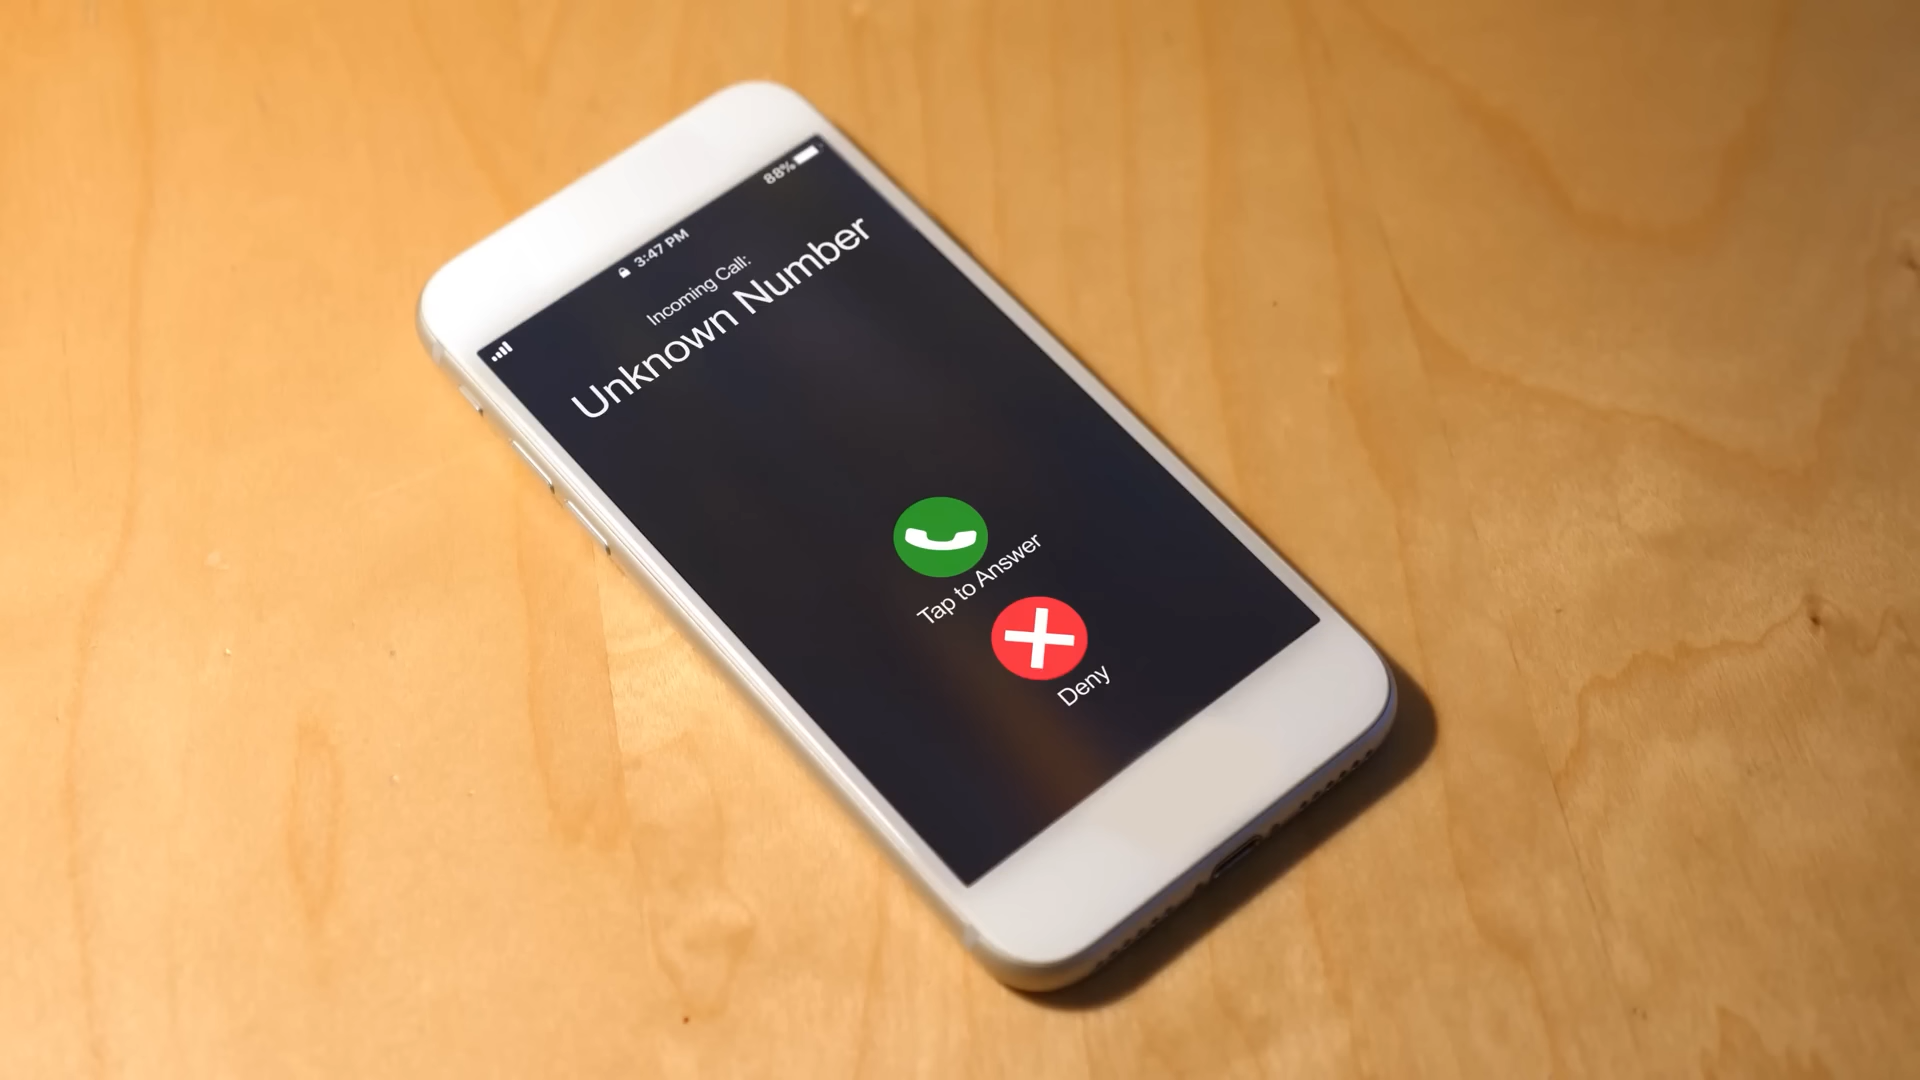 88%
3:47 PM
Incoming Call:
Unknown Number
Tap to Answer
Deny